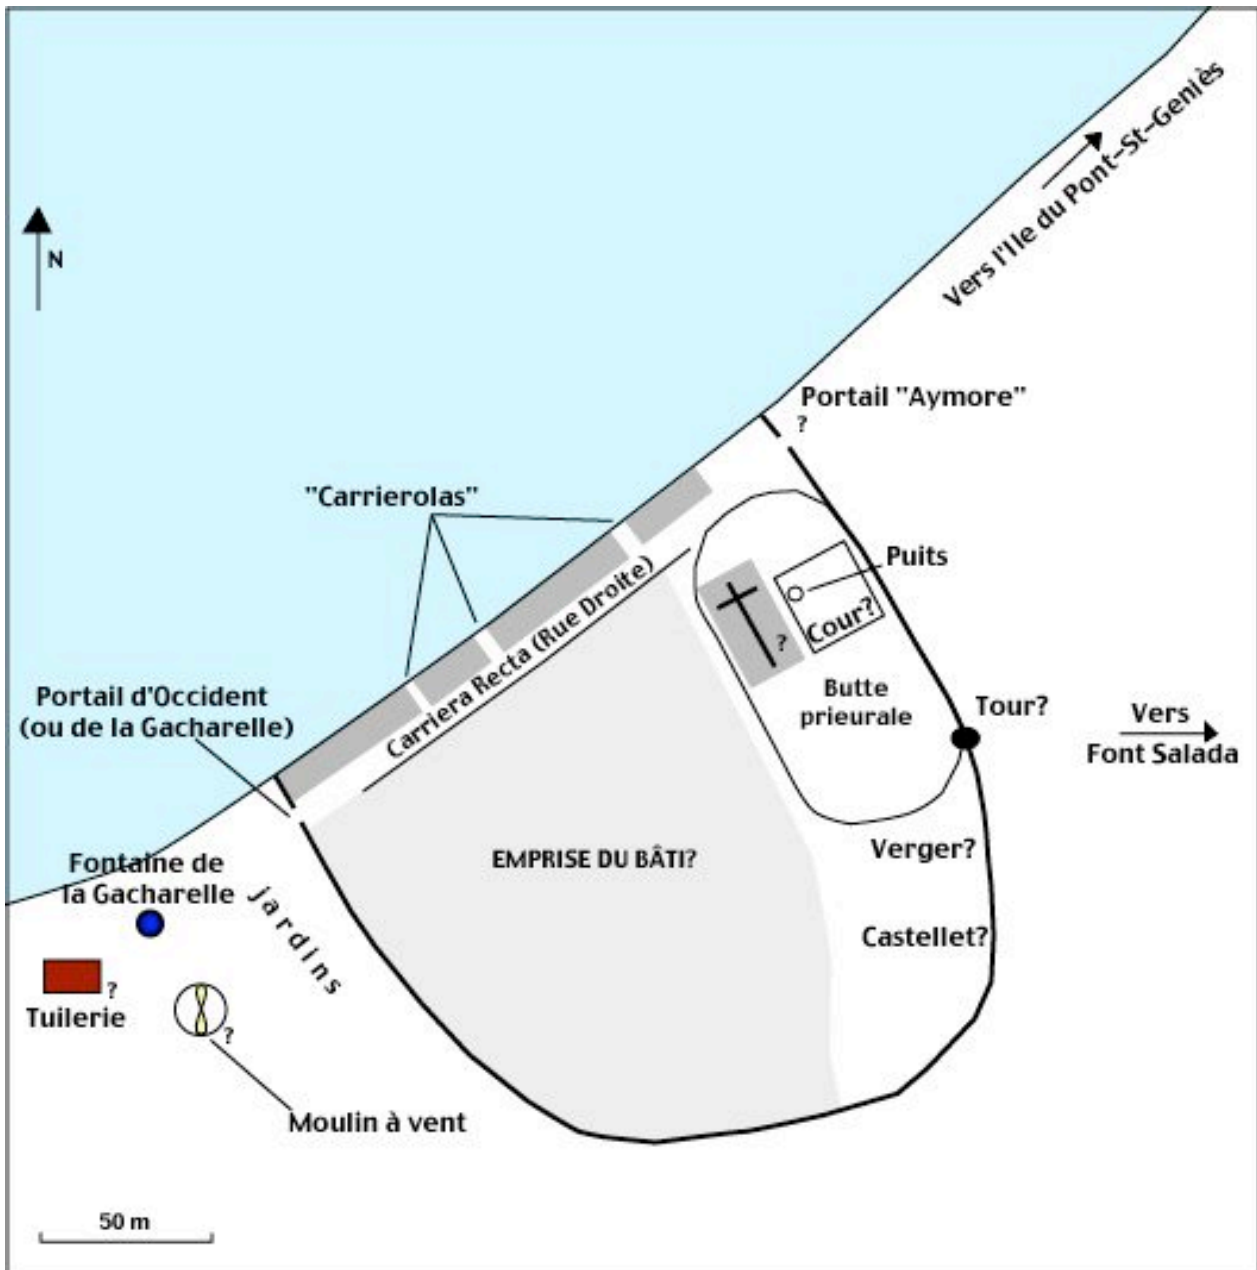 Vers l'Ile du Pont-St-Geniès
N
Portail "Aymore"
?
"Carrierolas"
Puits
Carriera Recta (Rue Droite)
Cour?
?
Portail d'Occident
(ou de la Gacharelle)
Butte
prieurale
Tour?
Vers
Font Salada
EMPRISE DU BÂTI?
Verger?
Fontaine de
la Gacharelle
jardins
Castellet?
?
Tuilerie
?
Moulin à vent
50 m